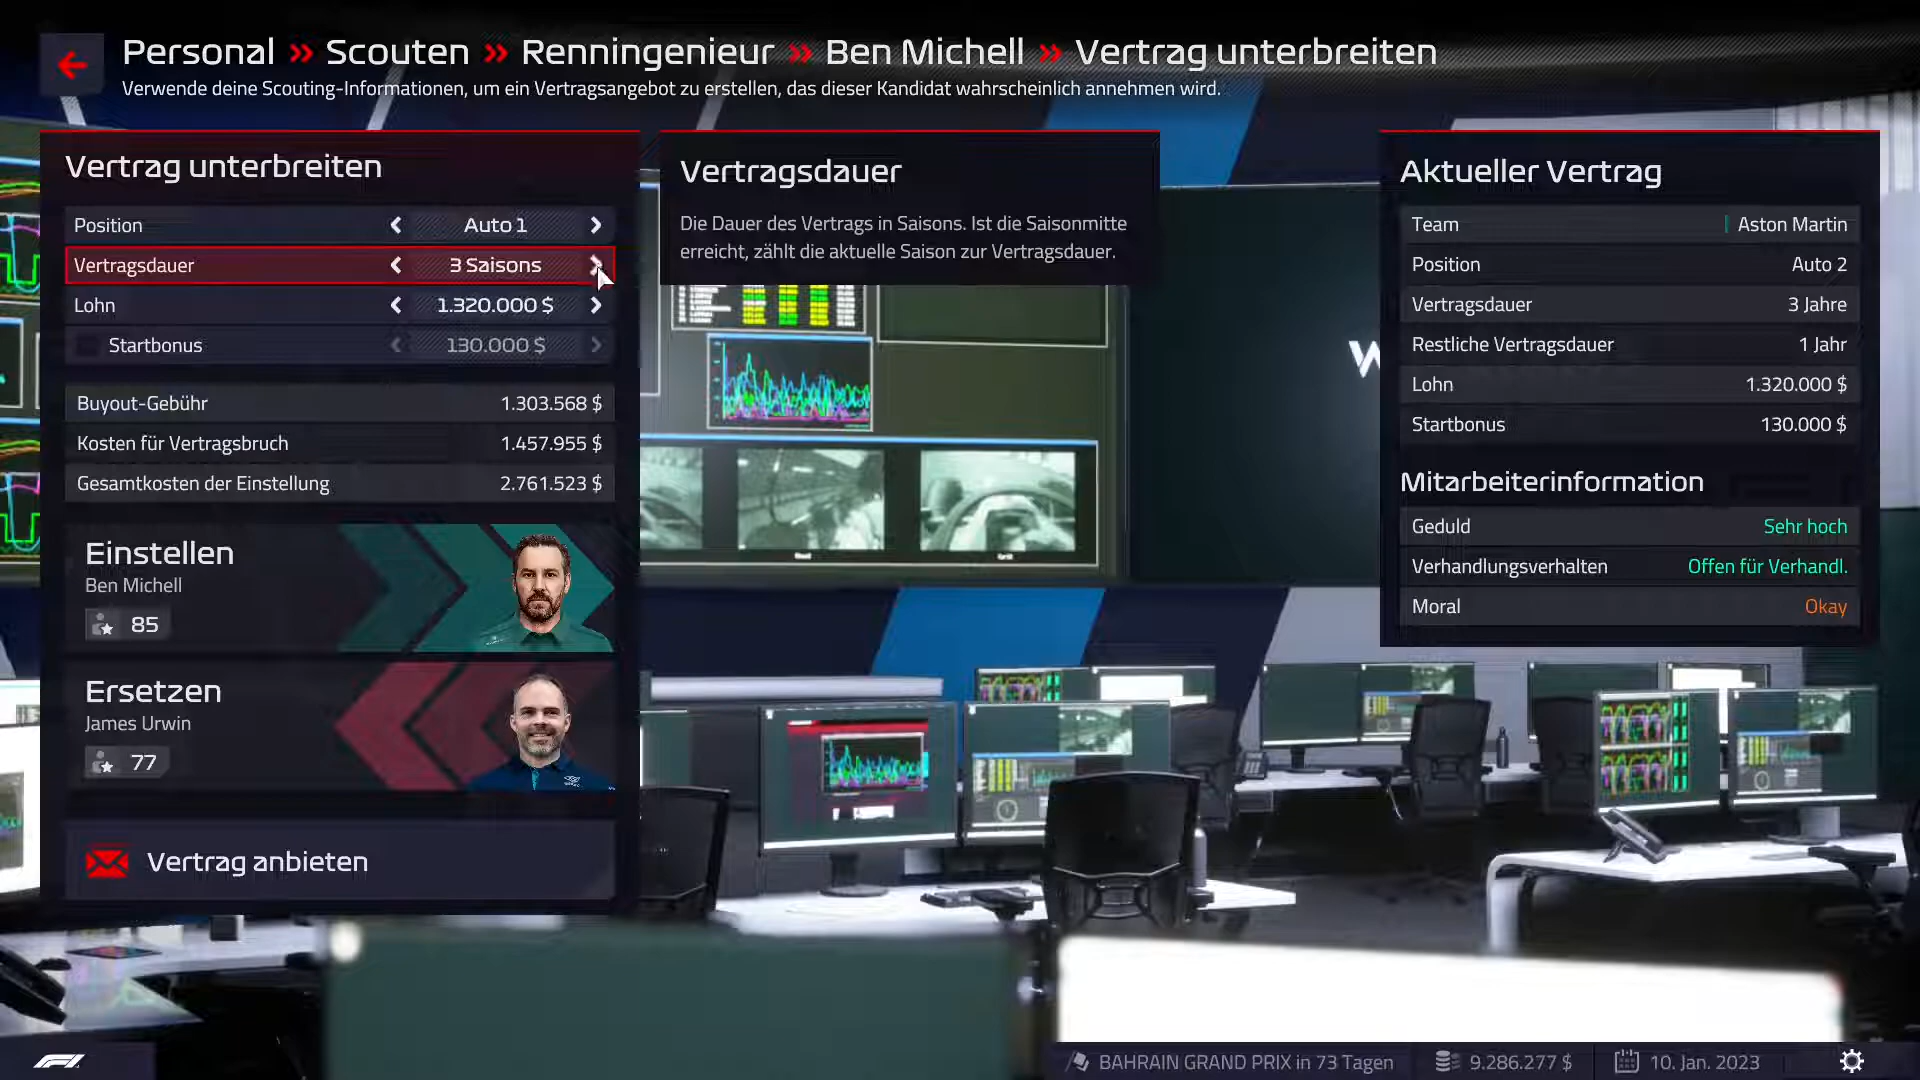 Personal » Scouten » Renningenieur » Ben Michell » Vertrag unterbreiten
Verwende deine Scouting-Informationen, um ein Vertragsangebot zu erstellen, das dieser Kandidat wahrscheinlich annehmen wird.
Vertrag unterbreiten
Position Auto 1
Vertragsdauer 3 Saisons
Lohn 1.320.000 $
Startbonus 130.000 $
Buyout-Gebühr 1.303.568 $
Kosten für Vertragsbruch 1.457.955 $
Gesamtkosten der Einstellung 2.761.523 $
Einstellen
Ben Michell
85
Ersetzen
James Urwin
77
Vertrag anbieten
Vertragsdauer
Die Dauer des Vertrags in Saisons. Ist die Saisonmitte
erreicht, zählt die aktuelle Saison zur Vertragsdauer.
Aktueller Vertrag
Team Aston Martin
Position Auto 2
Vertragsdauer 3 Jahre
Restliche Vertragsdauer 1 Jahr
Lohn 1.320.000 $
Startbonus 130.000 $
Mitarbeiterinformation
Geduld Sehr hoch
Verhandlungsverhalten Offen für Verhandl.
Moral Okay
F1
BAHRAIN GRAND PRIX in 73 Tagen
9.286.277 $
10. Jan. 2023